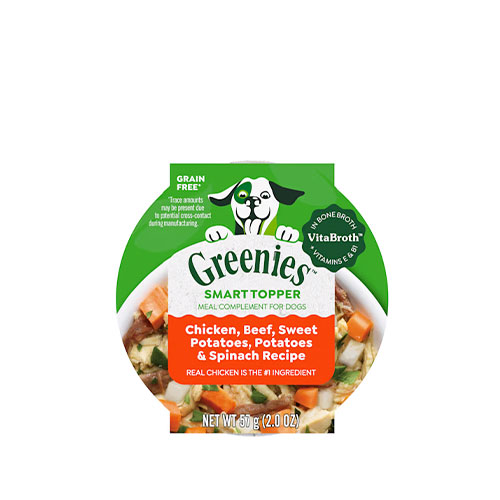 GRAIN
FREE*
*Trace amounts
may be present due
to potential cross-contact
during manufacturing.
IN BONE BROTH
VitaBroth™
+ VITAMINS E & B1
Greenies™
SMART TOPPER
MEAL COMPLEMENT FOR DOGS
Chicken, Beef, Sweet
Potatoes, Potatoes
& Spinach Recipe
REAL CHICKEN IS THE #1 INGREDIENT
NET WT 57 g (2.0 OZ)